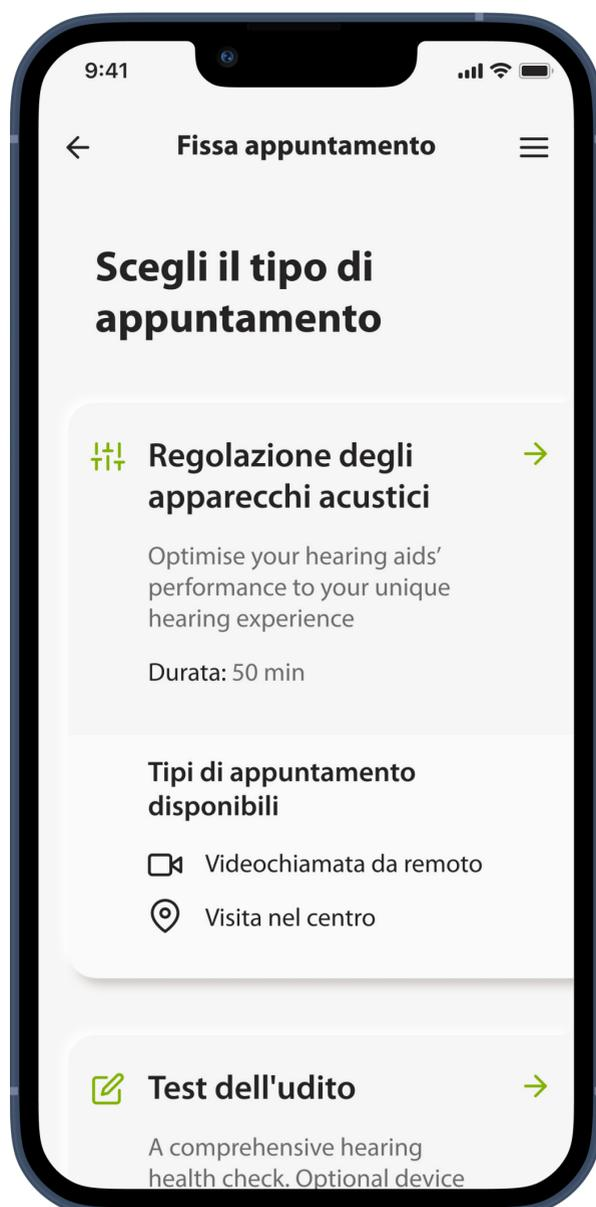 9:41
Fissa appuntamento
Scegli il tipo di
appuntamento
Regolazione degli
apparecchi acustici
Optimise your hearing aids’
performance to your unique
hearing experience
Durata: 50 min
Tipi di appuntamento
disponibili
Videochiamata da remoto
Visita nel centro
Test dell'udito
A comprehensive hearing
health check. Optional device